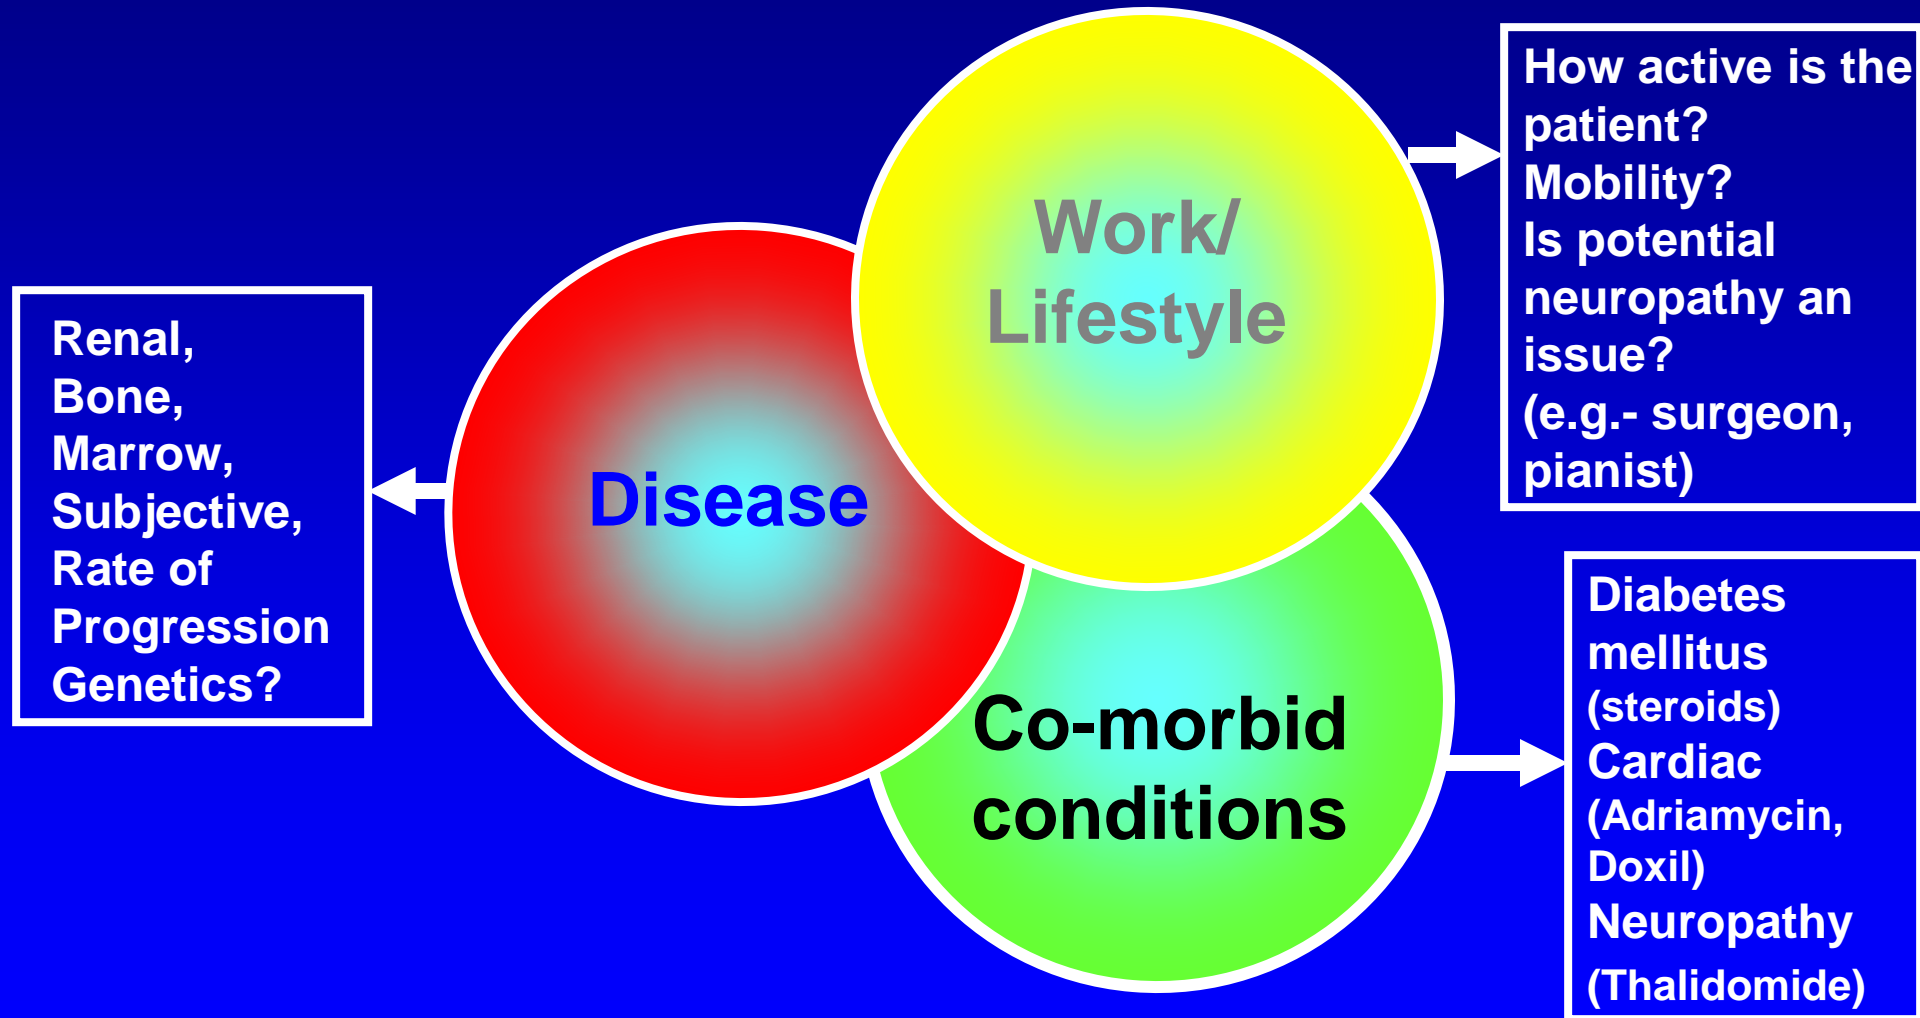 Work/
Lifestyle
How active is the
patient?
Mobility?
Is potential
neuropathy an
issue?
(e.g.- surgeon,
pianist)
Disease
Renal,
Bone,
Marrow,
Subjective,
Rate of
Progression
Genetics?
Co-morbid
conditions
Diabetes
mellitus
(steroids)
Cardiac
(Adriamycin,
Doxil)
Neuropathy
(Thalidomide)